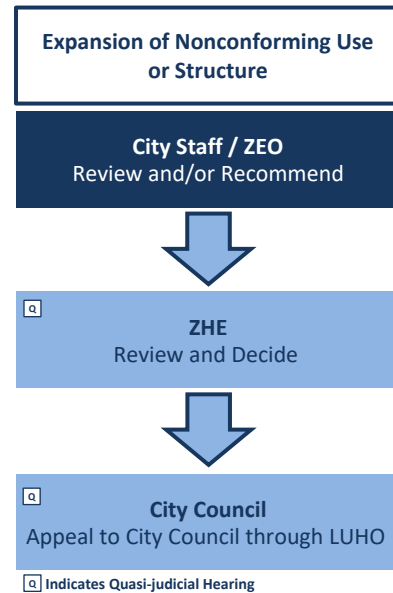 Expansion of Nonconforming Use
or Structure
City Staff / ZEO
Review and/or Recommend
Q
ZHE
Review and Decide
Q
City Council
Appeal to City Council through LUHO
Q Indicates Quasi-judicial Hearing